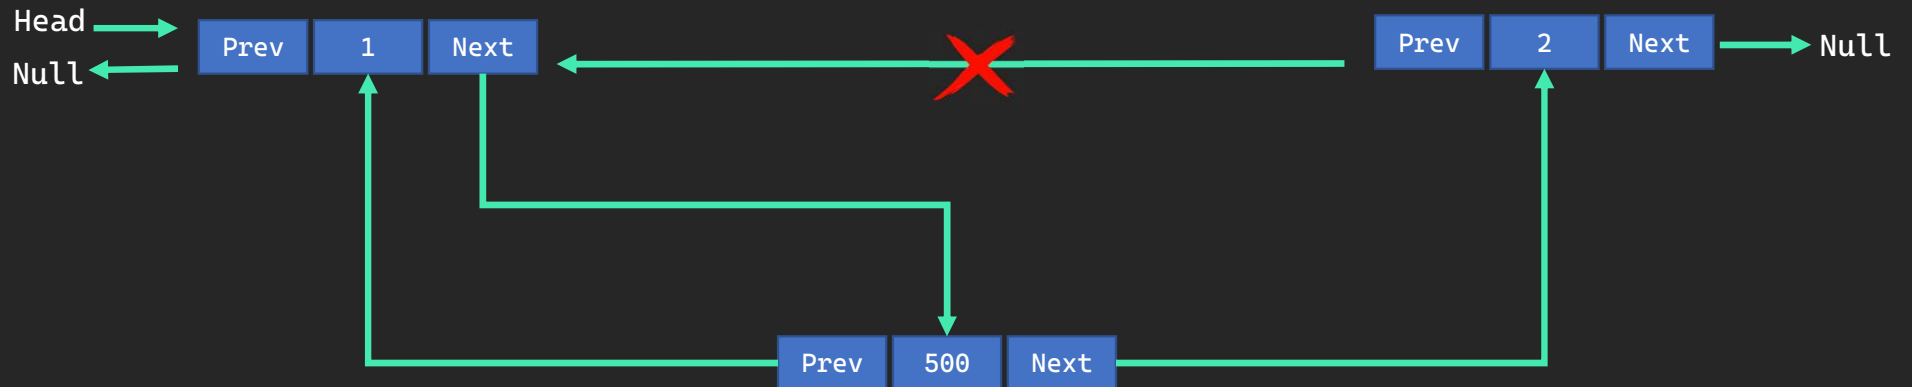 Head
Prev 1 Next
Prev 2 Next
Null
Null
Prev 500 Next